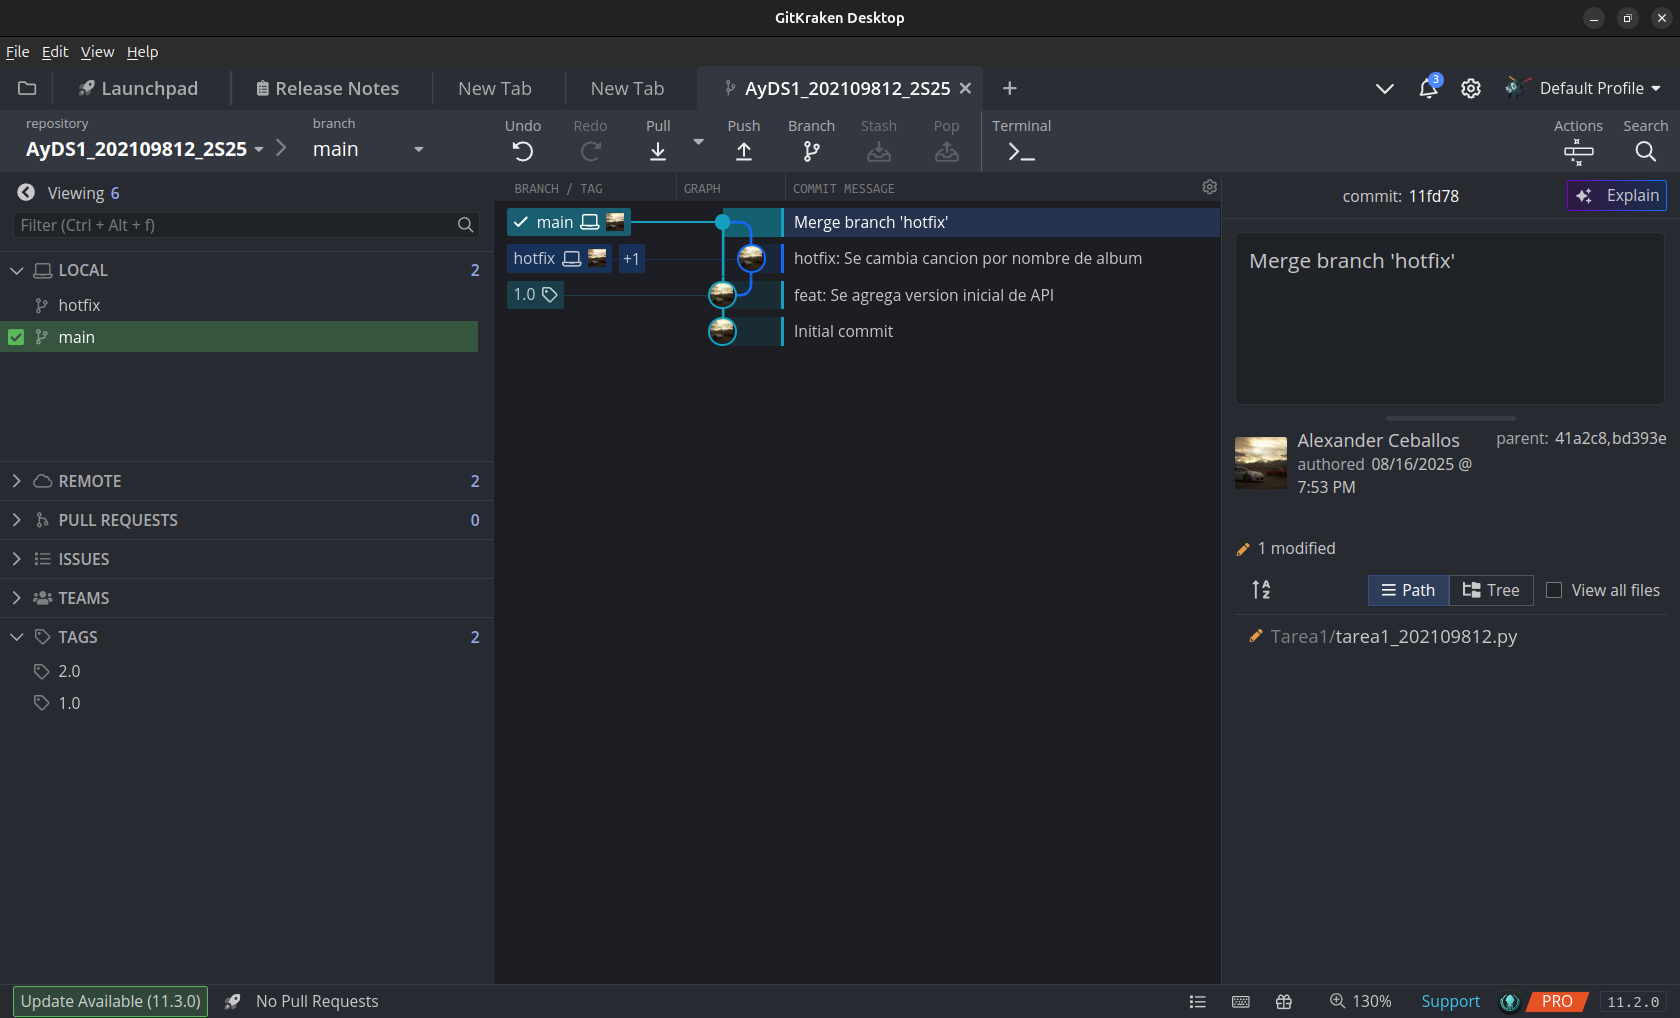 GitKraken Desktop
File Edit View Help
Launchpad Release Notes New Tab New Tab AyDS1_202109812_2S25 3 Default Profile
repository branch Undo Redo Pull Push Branch Stash Pop Terminal Actions Search
AyDS1_202109812_2S25 main
Viewing 6
Filter (Ctrl + Alt + f)
LOCAL 2
hotfix
main
REMOTE 2
PULL REQUESTS 0
ISSUES
TEAMS
TAGS 2
2.0
1.0
BRANCH / TAG GRAPH COMMIT MESSAGE
main Merge branch 'hotfix'
hotfix +1 hotfix: Se cambia cancion por nombre de album
1.0 feat: Se agrega version inicial de API
Initial commit
commit: 11fd78 Explain
Merge branch 'hotfix'
Alexander Ceballos parent: 41a2c8,bd393e
authored 08/16/2025 @
7:53 PM
1 modified
A
Z Path Tree View all files
Tarea1/tarea1_202109812.py
Update Available (11.3.0) No Pull Requests 130% Support PRO 11.2.0